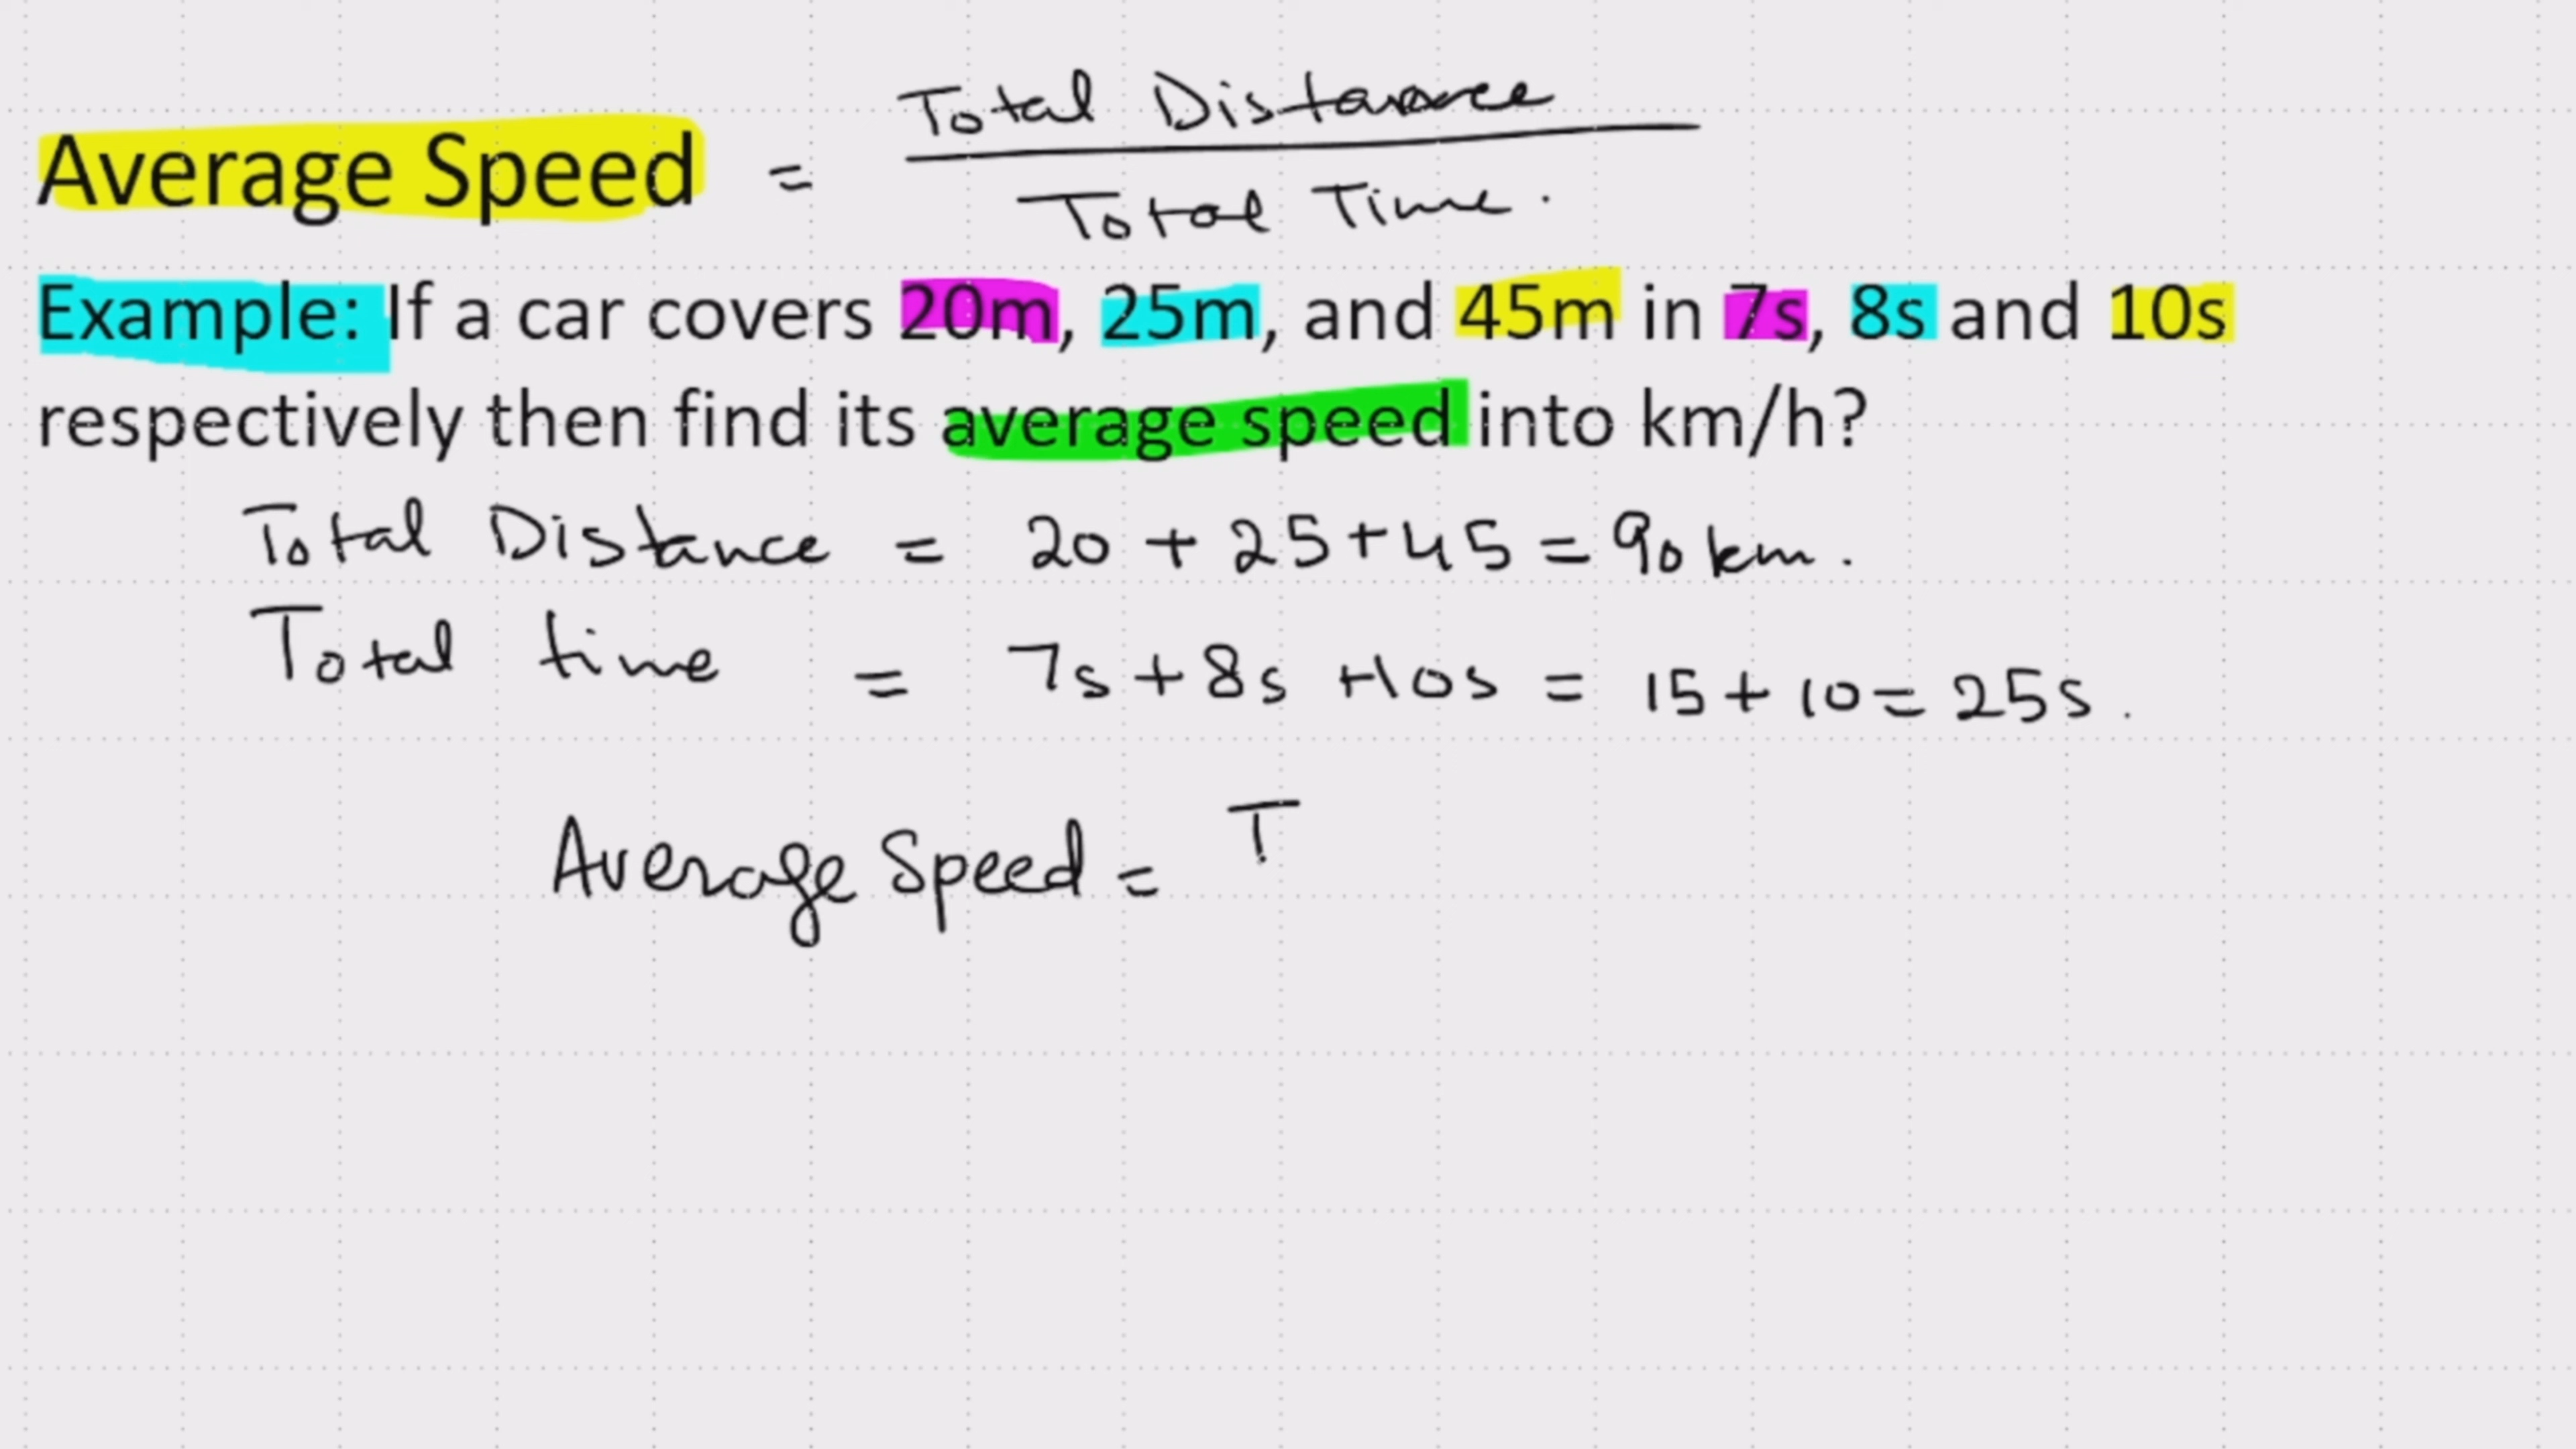 Total Distance
Average Speed =
Total Time.
Example: If a car covers 20m, 25m, and 45m in 7s, 8s and 10s
respectively then find its average speed into km/h?
Total Distance = 20 + 25 + 45 = 90 km.
Total time = 7s + 8s + 10s = 15 + 10 = 25s.
Average Speed = T